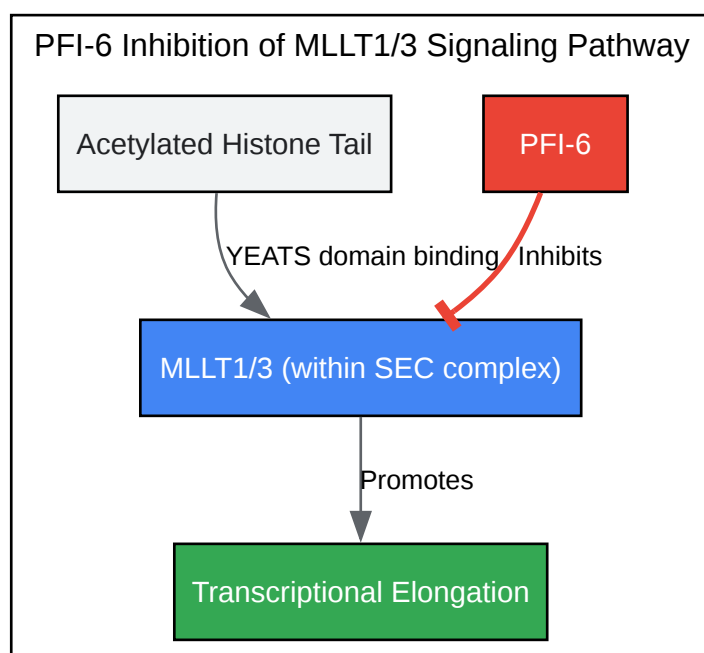 PFI-6 Inhibition of MLLT1/3 Signaling Pathway
Acetylated Histone Tail
PFI-6
YEATS domain binding
Inhibits
MLLT1/3 (within SEC complex)
Promotes
Transcriptional Elongation